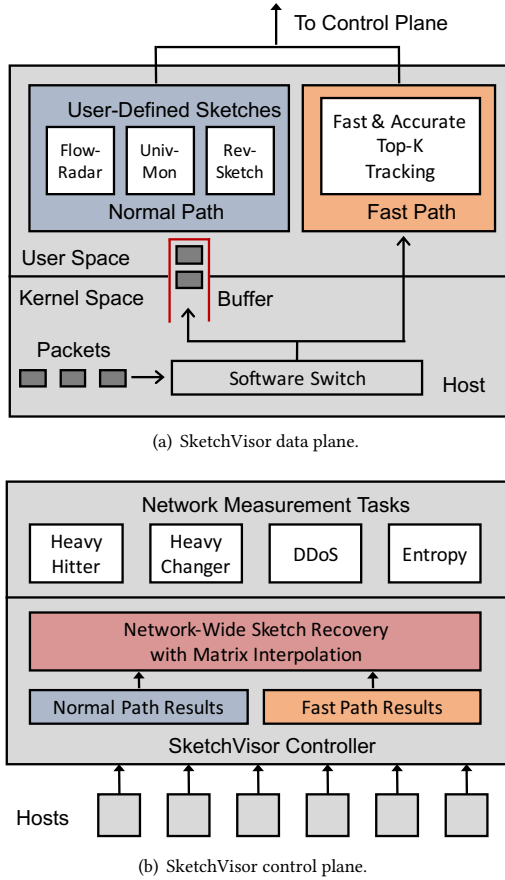 To Control Plane
User-Defined Sketches
Flow-
Radar
Univ-
Mon
Rev-
Sketch
Normal Path
Fast & Accurate
Top-K
Tracking
Fast Path
User Space
Kernel Space
Buffer
Packets
Software Switch
Host
(a) SketchVisor data plane.
Network Measurement Tasks
Heavy
Hitter
Heavy
Changer
DDoS
Entropy
Network-Wide Sketch Recovery
with Matrix Interpolation
Normal Path Results
Fast Path Results
SketchVisor Controller
Hosts
(b) SketchVisor control plane.